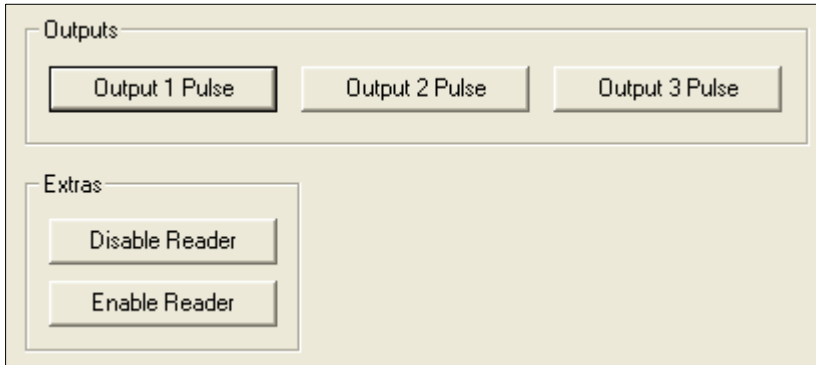 Outputs
Output 1 Pulse
Output 2 Pulse
Output 3 Pulse
Extras
Disable Reader
Enable Reader